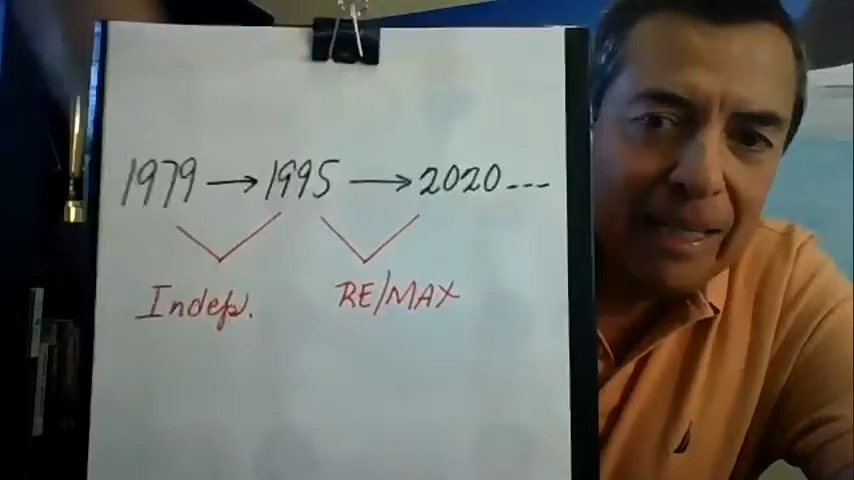 1979 → 1995 → 2020---
Indep. RE/MAX